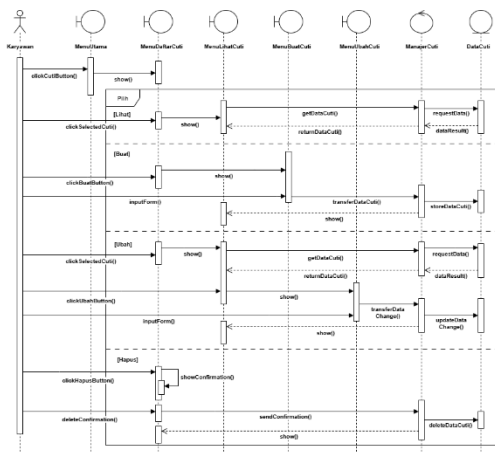 Karyawan MenuUtama MenuDaftarCuti MenuLihatCuti MenuBuatCuti MenuUbahCuti ManajerCuti DataCuti
clickCutiButton()
show()
Pilih
[Lihat]
clickSelectedCuti()
show()
getDataCuti()
requestData()
returnDataCuti()
dataResult()
[Buat]
show()
clickBuatButton()
inputForm()
transferDataCuti()
storeDataCuti()
show()
[Ubah]
show()
clickSelectedCuti()
getDataCuti()
requestData()
returnDataCuti()
dataResult()
show()
clickUbahButton()
transferData
Change()
inputForm()
updateData
Change()
show()
[Hapus]
showConfirmation()
clickHapusButton()
deleteConfirmation()
sendConfirmation()
deleteDataCuti()
show()